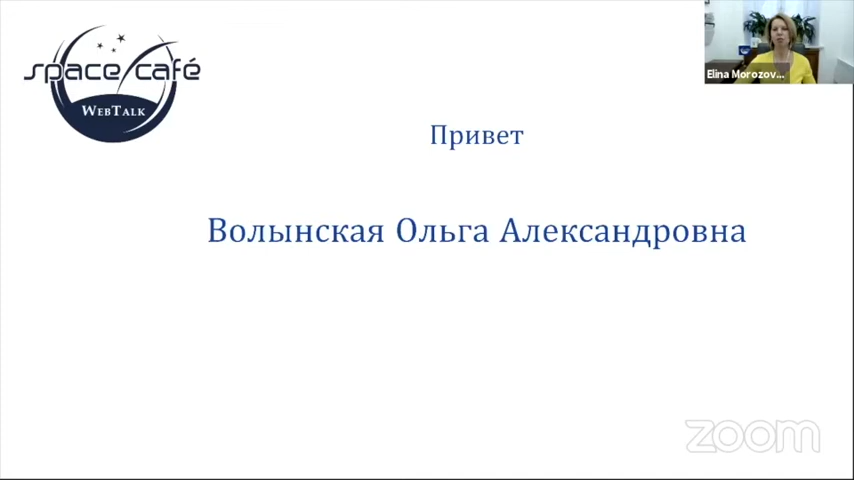 space café
WebTalk
Elina Morozov...
Привет
Волынская Ольга Александровна
zoom